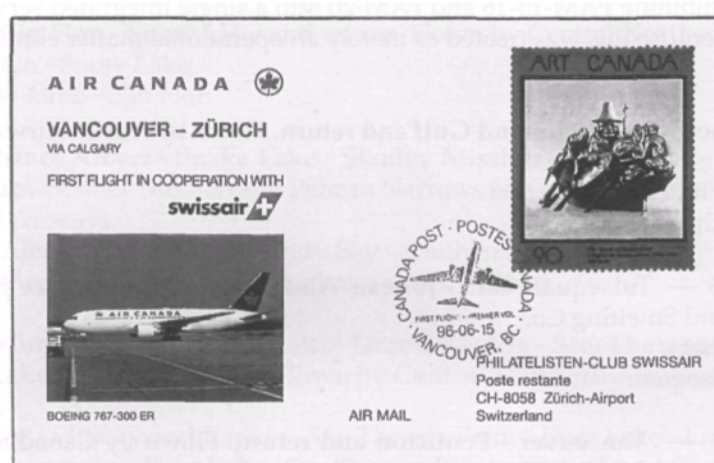 AIR CANADA
VANCOUVER - ZÜRICH
VIA CALGARY
FIRST FLIGHT IN COOPERATION WITH
swissair
AIR CANADA
BOEING 767-300 ER
AIR MAIL
ART CANADA
90
CANADA POST · POSTES CANADA
FIRST FLIGHT PREMIER VOL
96-06-15
· VANCOUVER, BC ·
PHILATELISTEN-CLUB SWISSAIR
Poste restante
CH-8058 Zürich-Airport
Switzerland